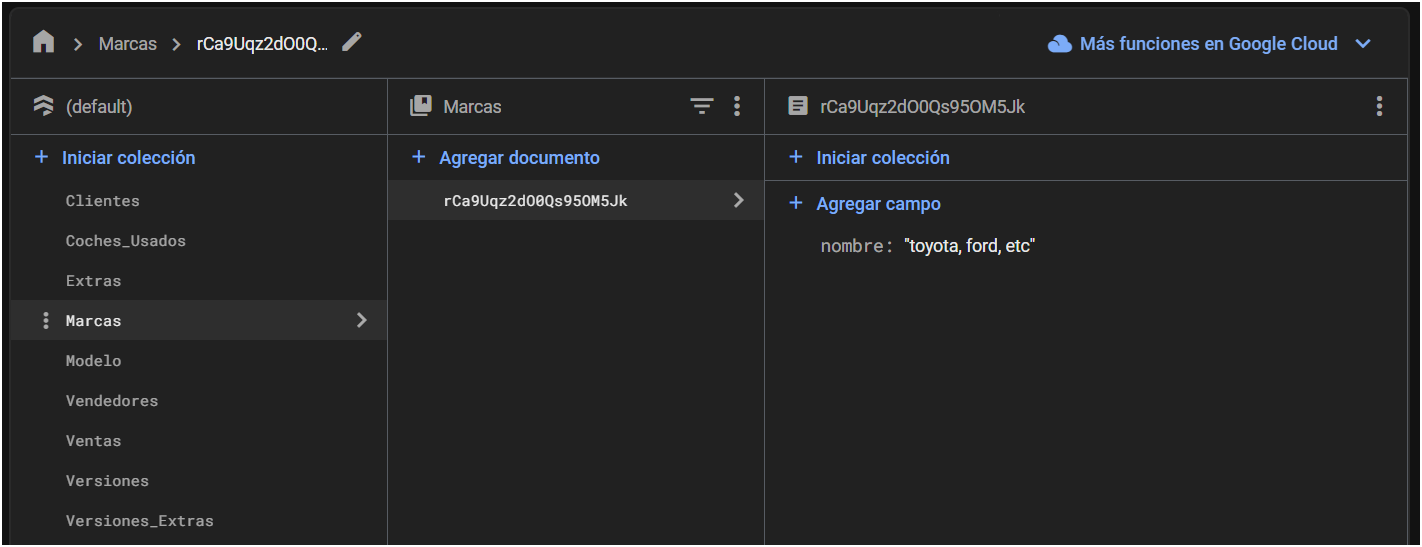 Marcas rCa9Uqz2dO0Q... Más funciones en Google Cloud
(default)
Iniciar colección
Clientes
Coches_Usados
Extras
Marcas
Modelo
Vendedores
Ventas
Versiones
Versiones_Extras
Marcas
Agregar documento
rCa9Uqz2dO0Qs95OM5Jk
rCa9Uqz2dO0Qs95OM5Jk
Iniciar colección
Agregar campo
nombre: "toyota, ford, etc"